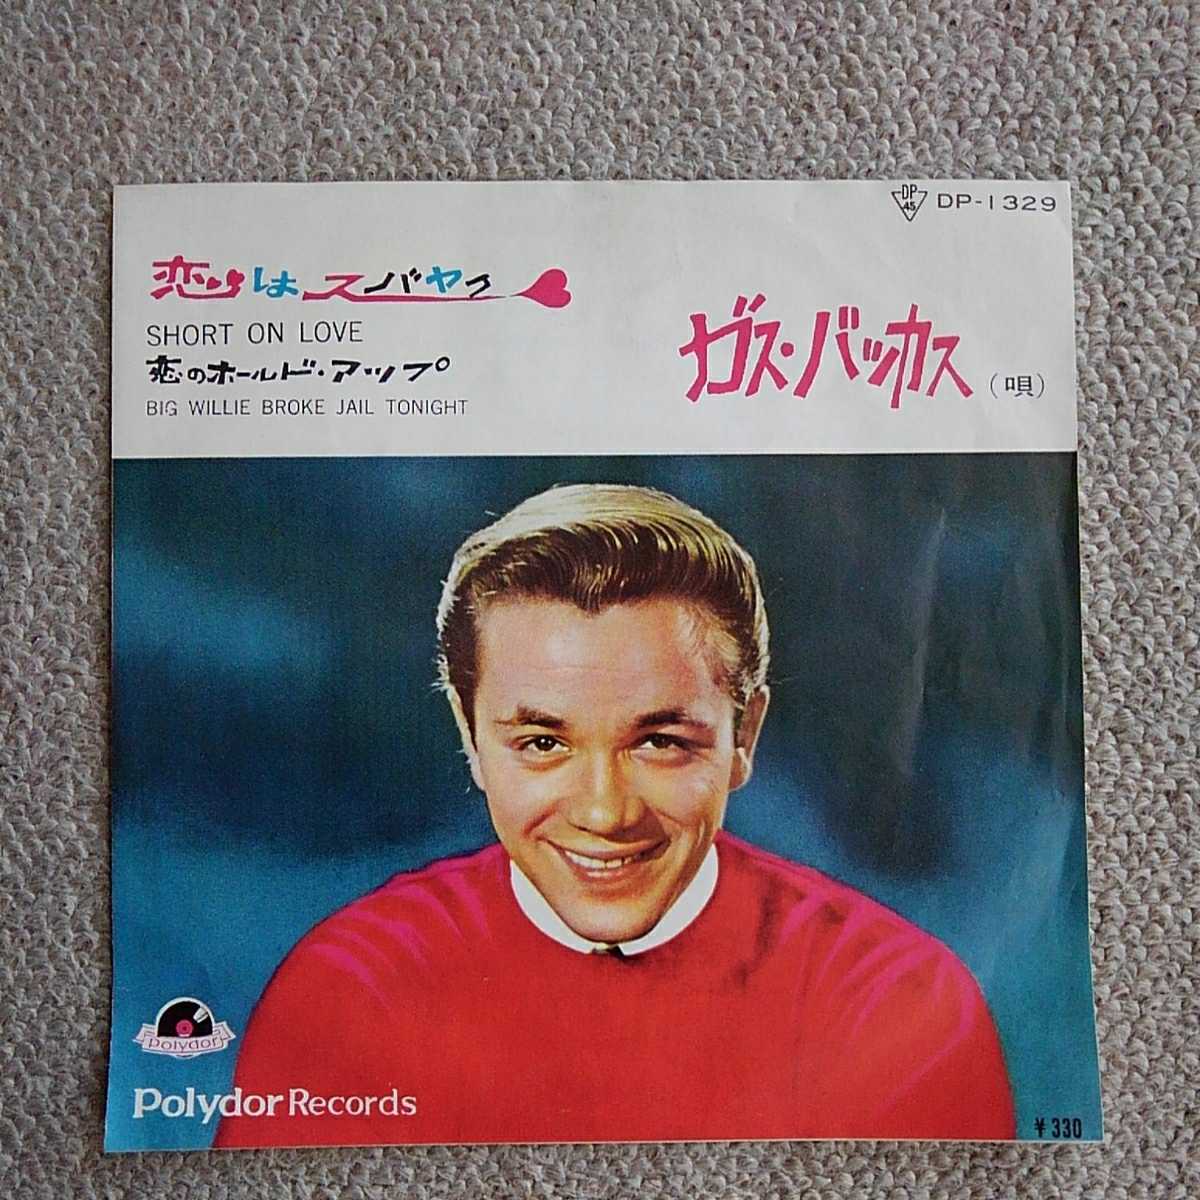 DP 45 DP-1329
恋はスバヤク
SHORT ON LOVE
恋のホールド・アップ
BIG WILLIE BROKE JAIL TONIGHT
ガス・バッカス (唄)
polydor
Polydor Records
¥330